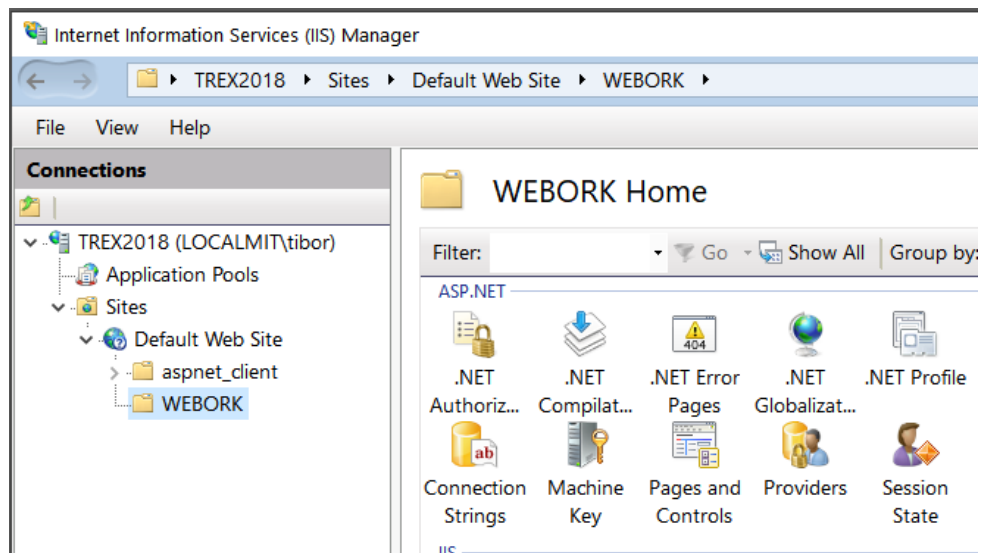 Internet Information Services (IIS) Manager
TREX2018 Sites Default Web Site WEBORK
File View Help
Connections
TREX2018 (LOCALMIT\tibor)
Application Pools
Sites
Default Web Site
aspnet_client
WEBORK
WEBORK Home
Filter: Go Show All Group by:
ASP.NET
404
.NET .NET .NET Error .NET .NET Profile
Authoriz... Compilat... Pages Globalizat...
ab
Connection Machine Pages and Providers Session
Strings Key Controls State
IIS